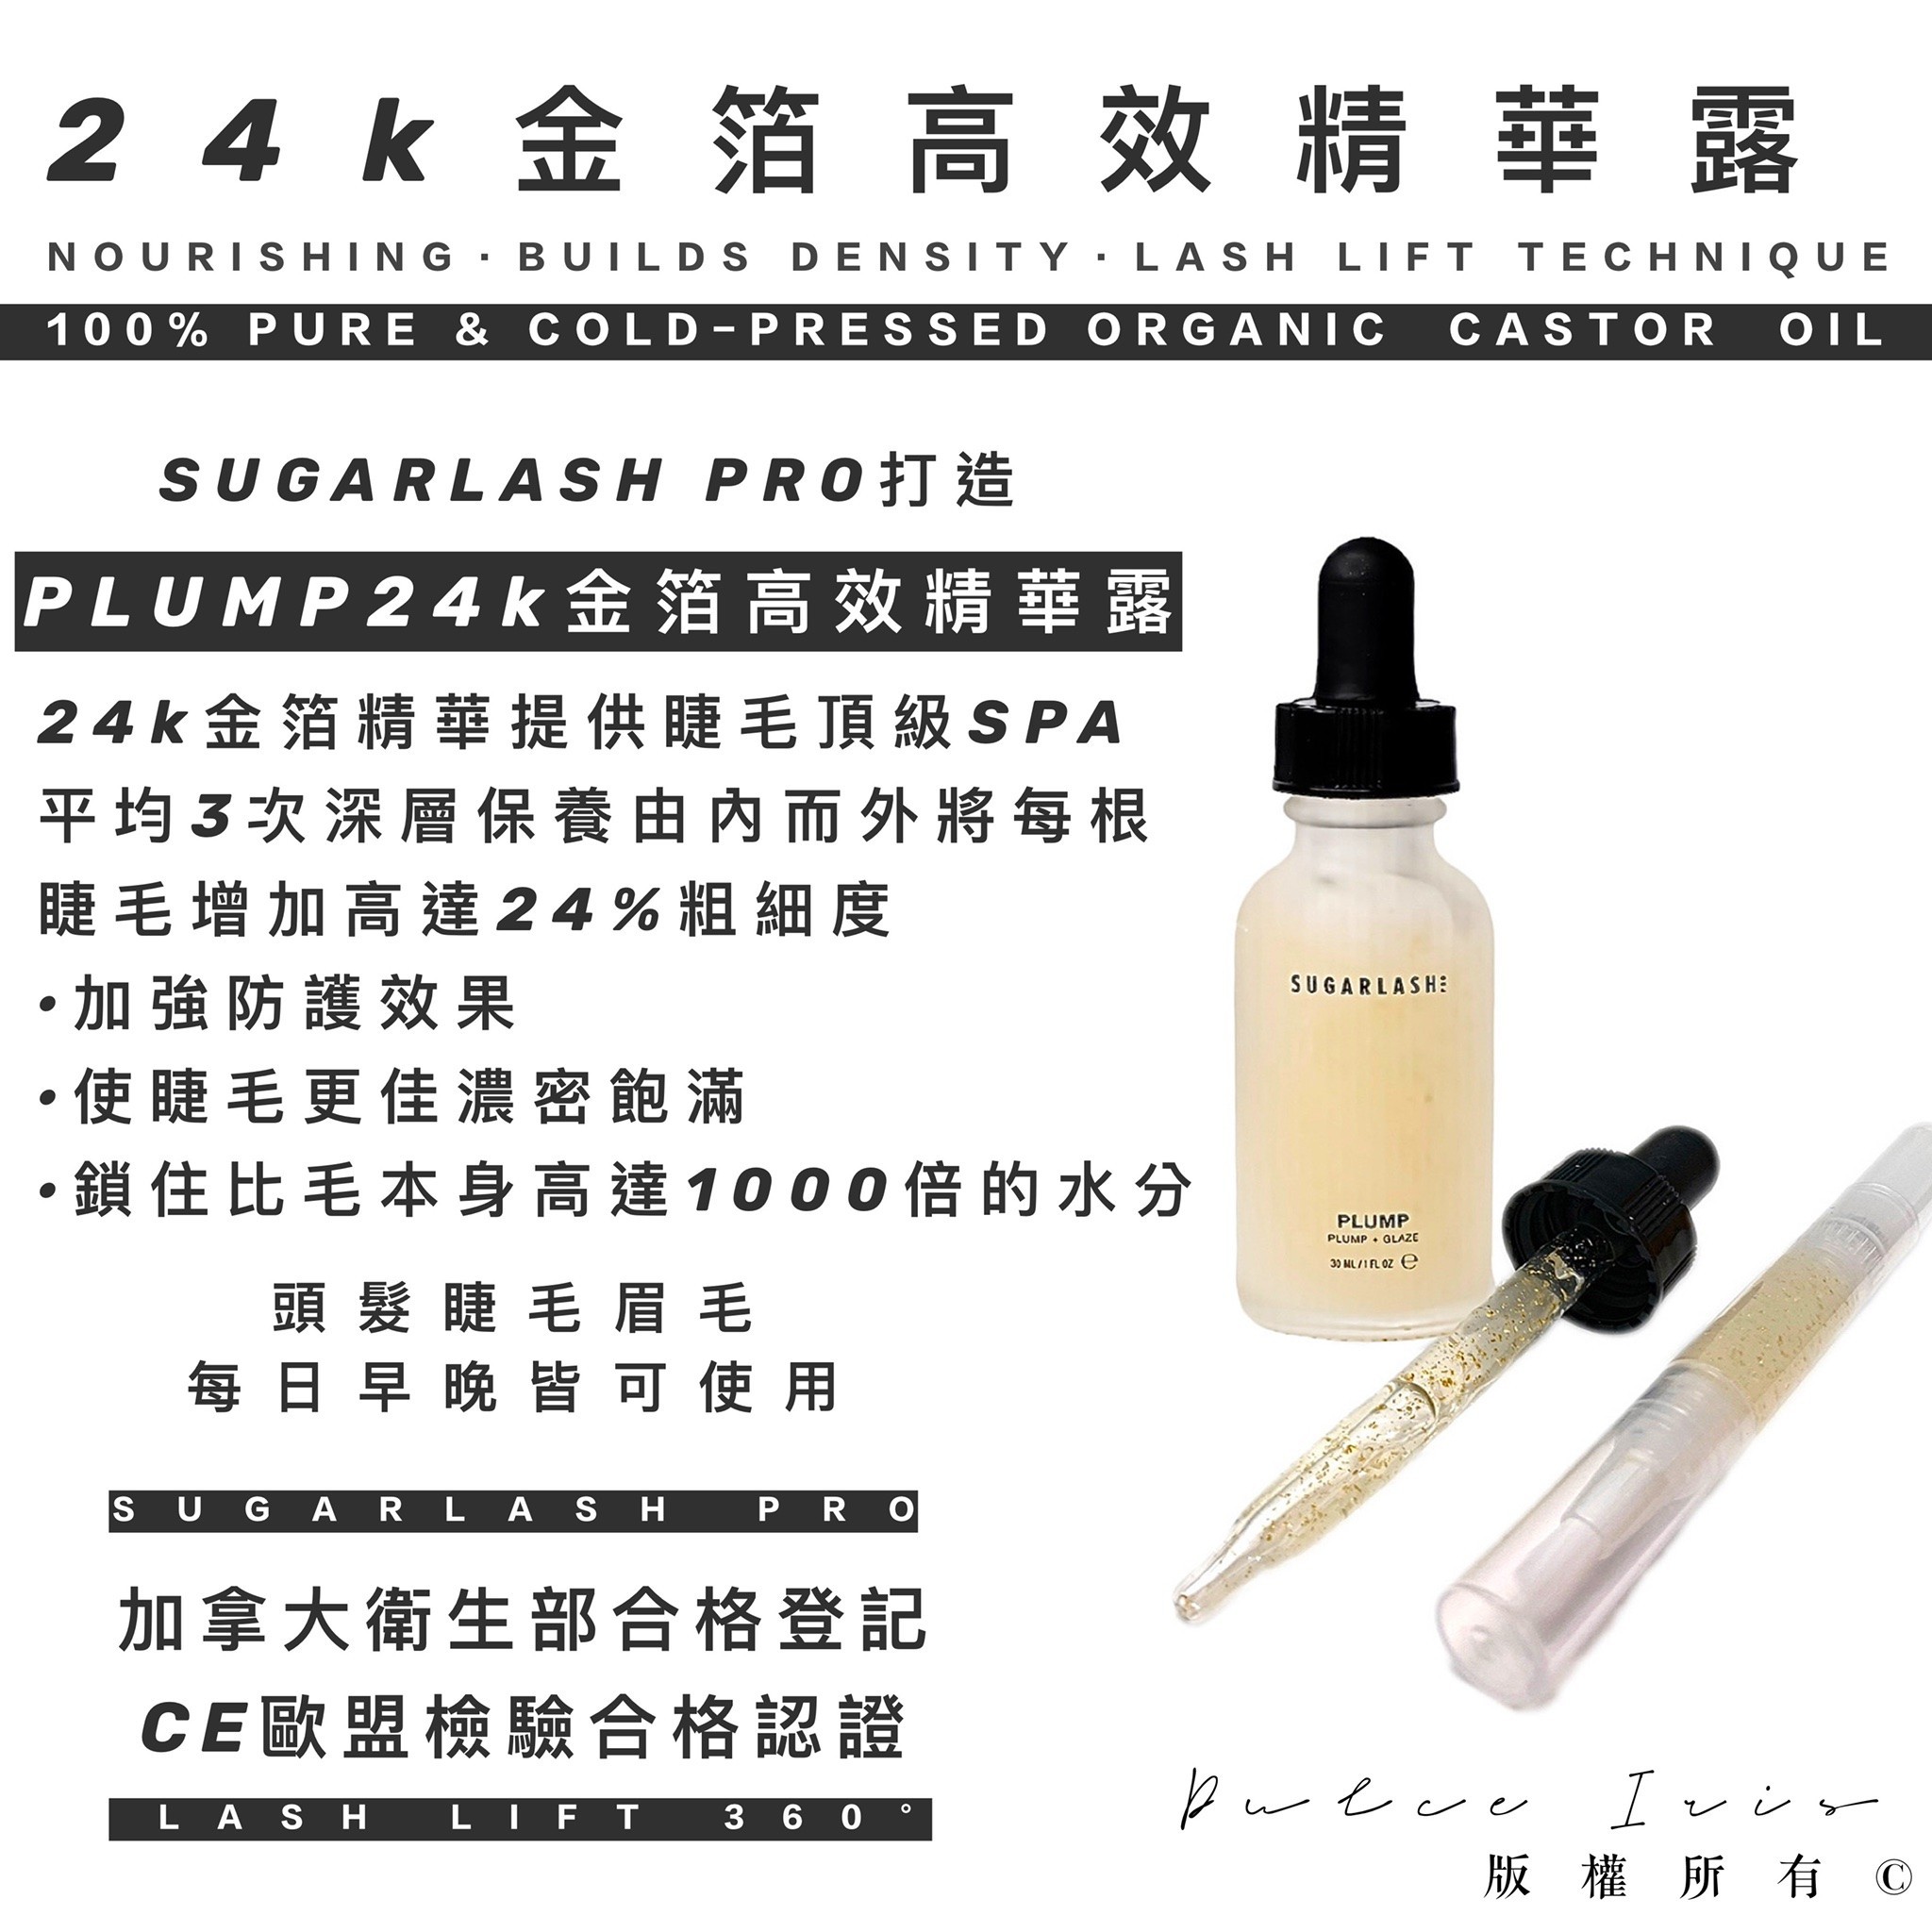 24k金箔高效精華露
NOURISHING·BUILDS DENSITY·LASH LIFT TECHNIQUE
100% PURE & COLD-PRESSED ORGANIC CASTOR OIL
SUGARLASH PRO打造
PLUMP24k金箔高效精華露
24k金箔精華提供睫毛頂級SPA
平均3次深層保養由內而外將每根
睫毛增加高達24%粗細度
•加強防護效果
•使睫毛更佳濃密飽滿
•鎖住比毛本身高達1000倍的水分
頭髮睫毛眉毛
每日早晚皆可使用
SUGARLASH PRO
加拿大衛生部合格登記
CE歐盟檢驗合格認證
LASH LIFT 360°
SUGARLASH
PLUMP
PLUMP + GLAZE
30 ML / 1 FL OZ ℮
Dulce Iris
版權所有©